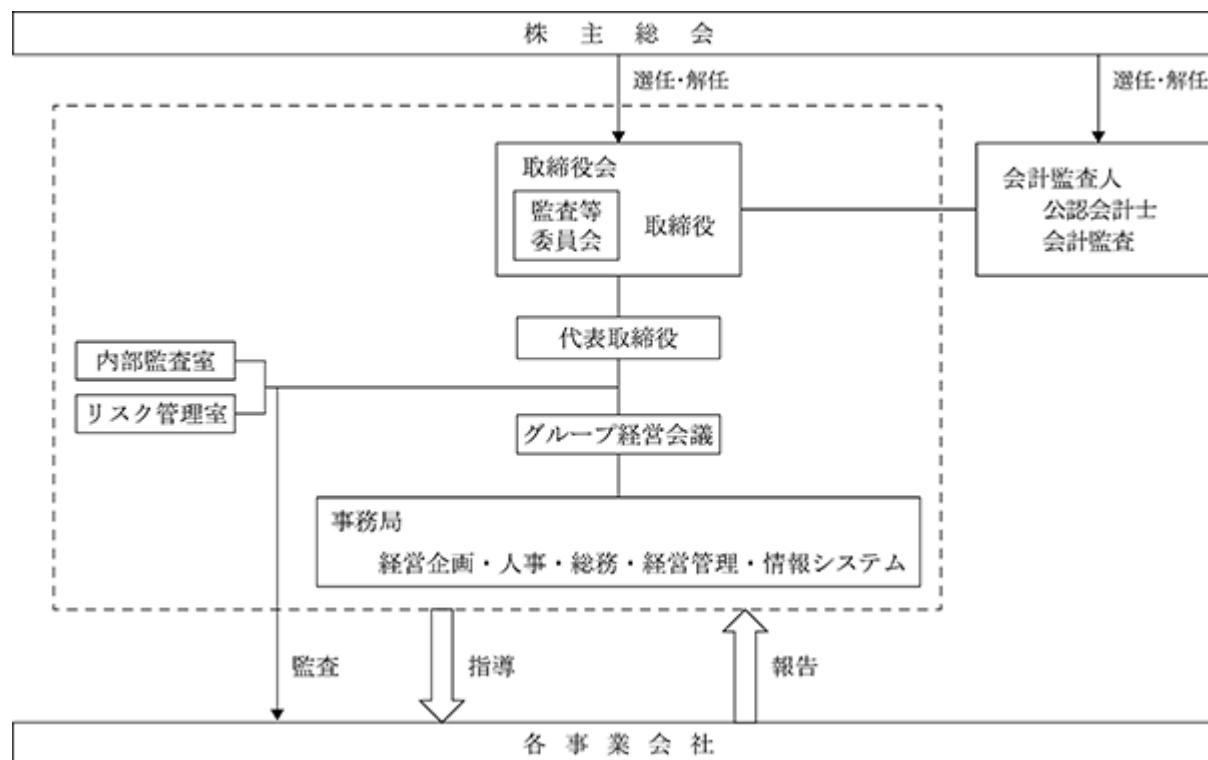 株主総会
選任・解任
選任・解任
取締役会
監査等
委員会
取締役
会計監査人
公認会計士
会計監査
代表取締役
内部監査室
リスク管理室
グループ経営会議
事務局
経営企画・人事・総務・経営管理・情報システム
監査
指導
報告
各事業会社